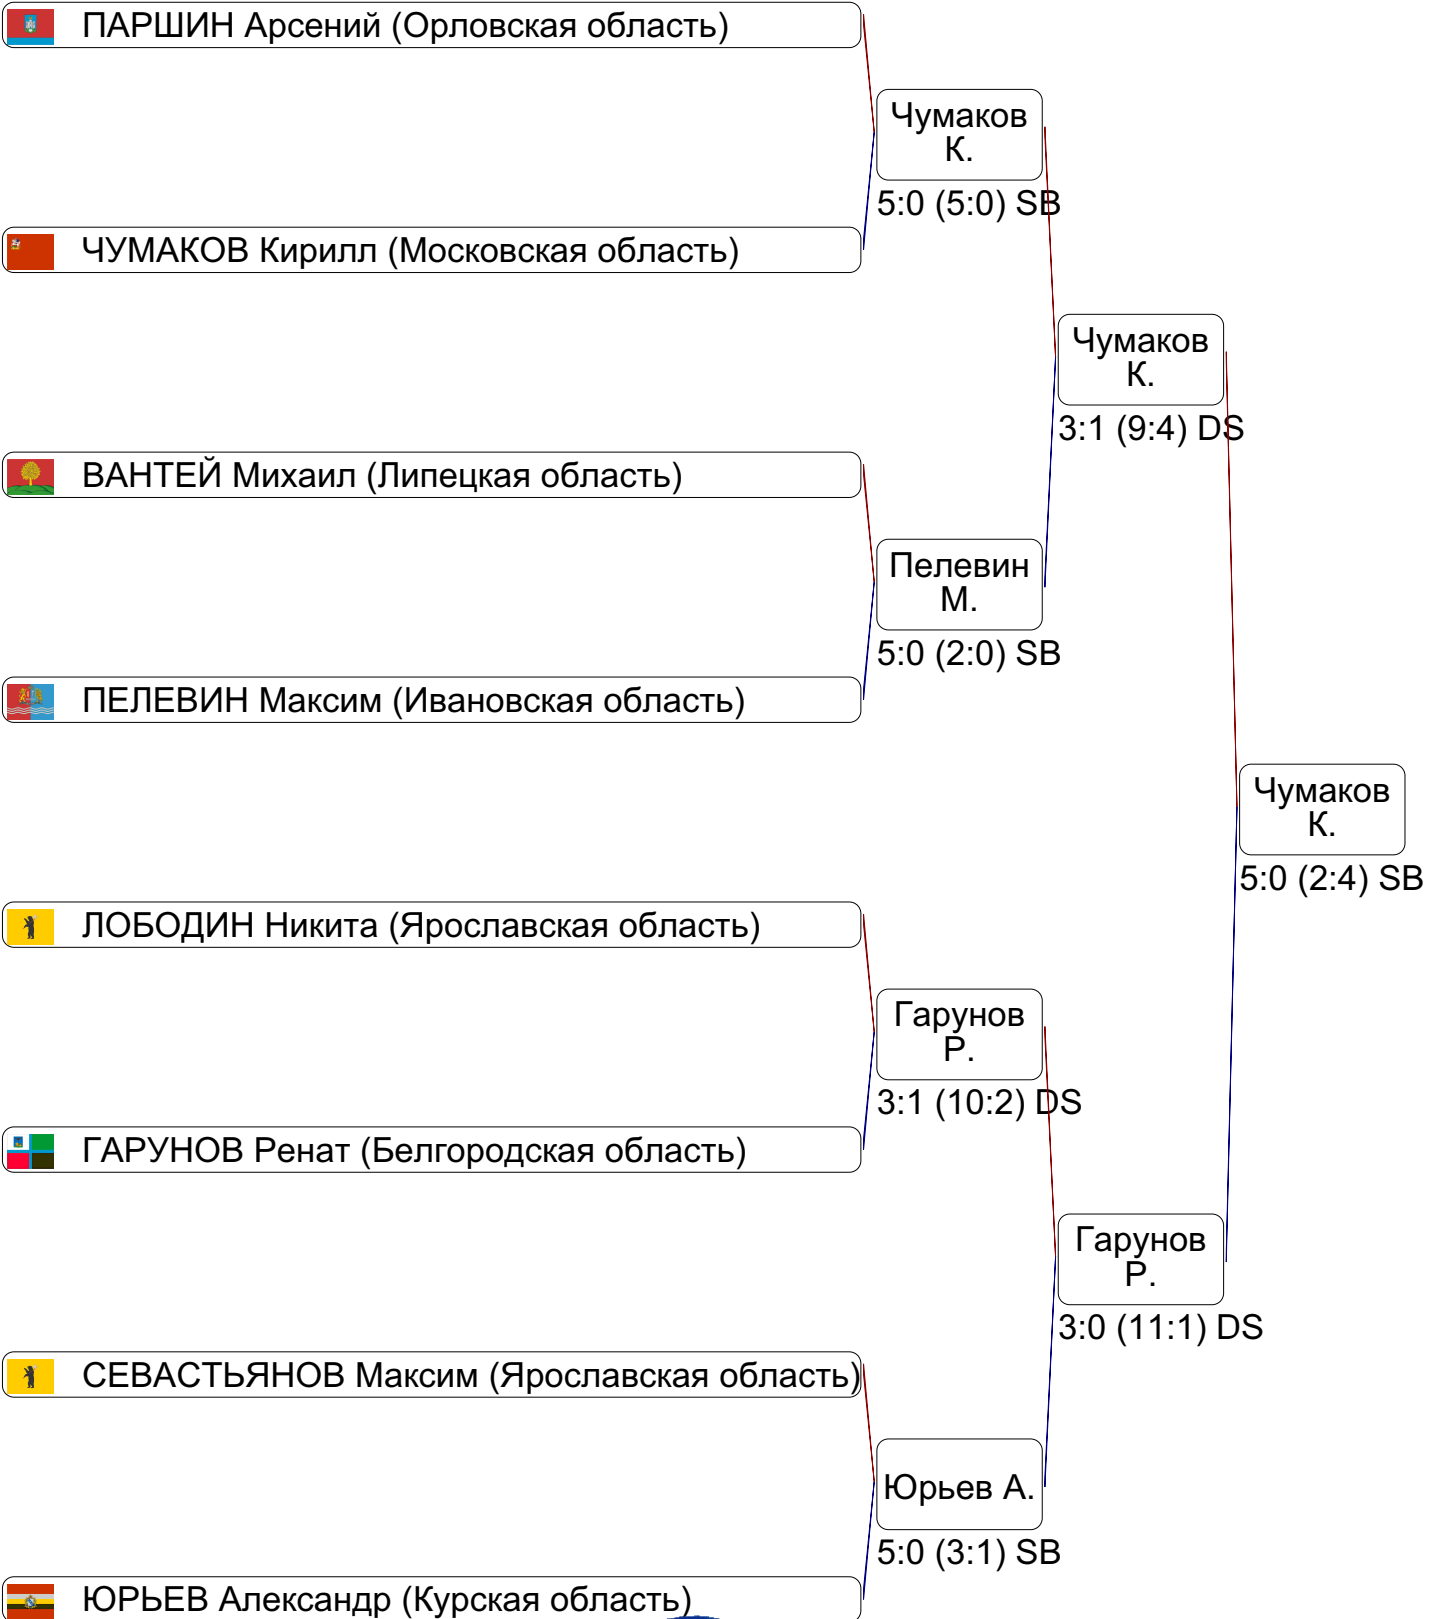 ПАРШИН Арсений (Орловская область)
Чумаков
К.
5:0 (5:0) SB
ЧУМАКОВ Кирилл (Московская область)
Чумаков
К.
3:1 (9:4) DS
ВАНТЕЙ Михаил (Липецкая область)
Пелевин
М.
5:0 (2:0) SB
ПЕЛЕВИН Максим (Ивановская область)
Чумаков
К.
5:0 (2:4) SB
ЛОБОДИН Никита (Ярославская область)
Гарунов
Р.
3:1 (10:2) DS
ГАРУНОВ Ренат (Белгородская область)
Гарунов
Р.
3:0 (11:1) DS
СЕВАСТЬЯНОВ Максим (Ярославская область)
Юрьев А.
5:0 (3:1) SB
ЮРЬЕВ Александр (Курская область)